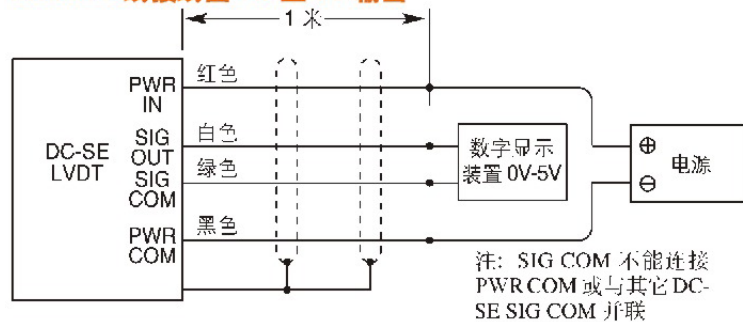 1 米
PWR IN
红色
SIG OUT
白色
DC-SE LVDT
SIG COM
绿色
PWR COM
黑色
数字显示
装置 0V-5V
⊕
⊖
电源
注: SIG COM 不能连接
PWR COM 或与其它 DC-
SE SIG COM 并联